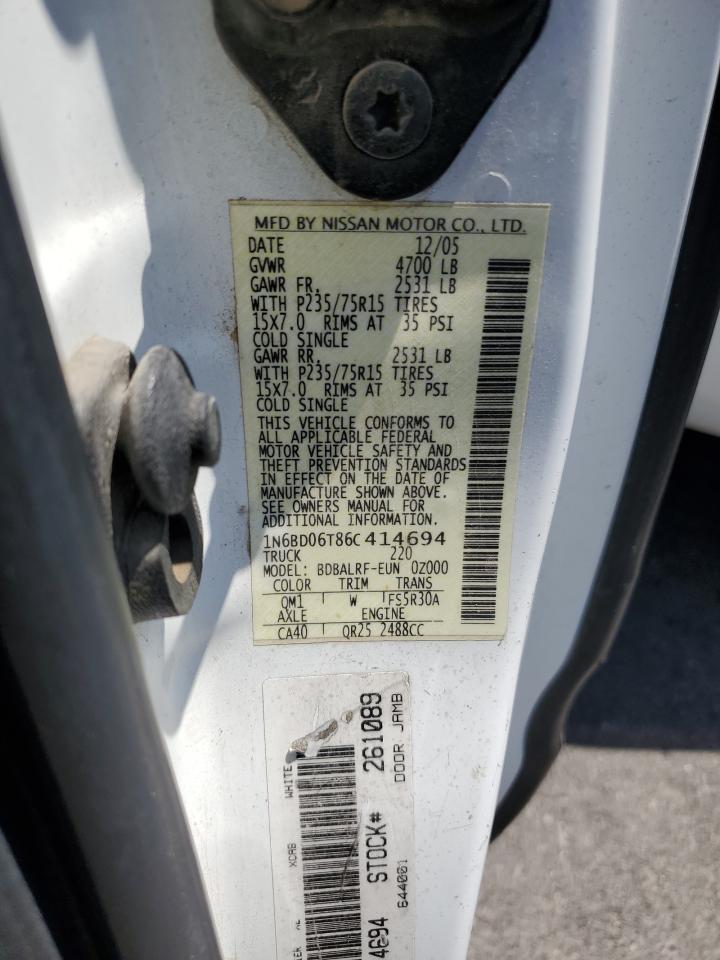 MFD BY NISSAN MOTOR CO., LTD.
DATE 12/05
GVWR 4700 LB
GAWR FR. 2531 LB
WITH P235/75R15 TIRES
15X7.0 RIMS AT 35 PSI
COLD SINGLE
GAWR RR. 2531 LB
WITH P235/75R15 TIRES
15X7.0 RIMS AT 35 PSI
COLD SINGLE
THIS VEHICLE CONFORMS TO
ALL APPLICABLE FEDERAL
MOTOR VEHICLE SAFETY AND
THEFT PREVENTION STANDARDS
IN EFFECT ON THE DATE OF
MANUFACTURE SHOWN ABOVE.
SEE OWNERS MANUAL FOR
ADDITIONAL INFORMATION.
1N6BD06T86C414694
TRUCK 220
MODEL: BDBALRF-EUN 0Z000
COLOR TRIM TRANS
QM1 W FS5R30A
AXLE ENGINE
CA40 QR25 2488CC
WHITE
XCAB
4694 STOCK# 261089
644001 DOOR JAMB